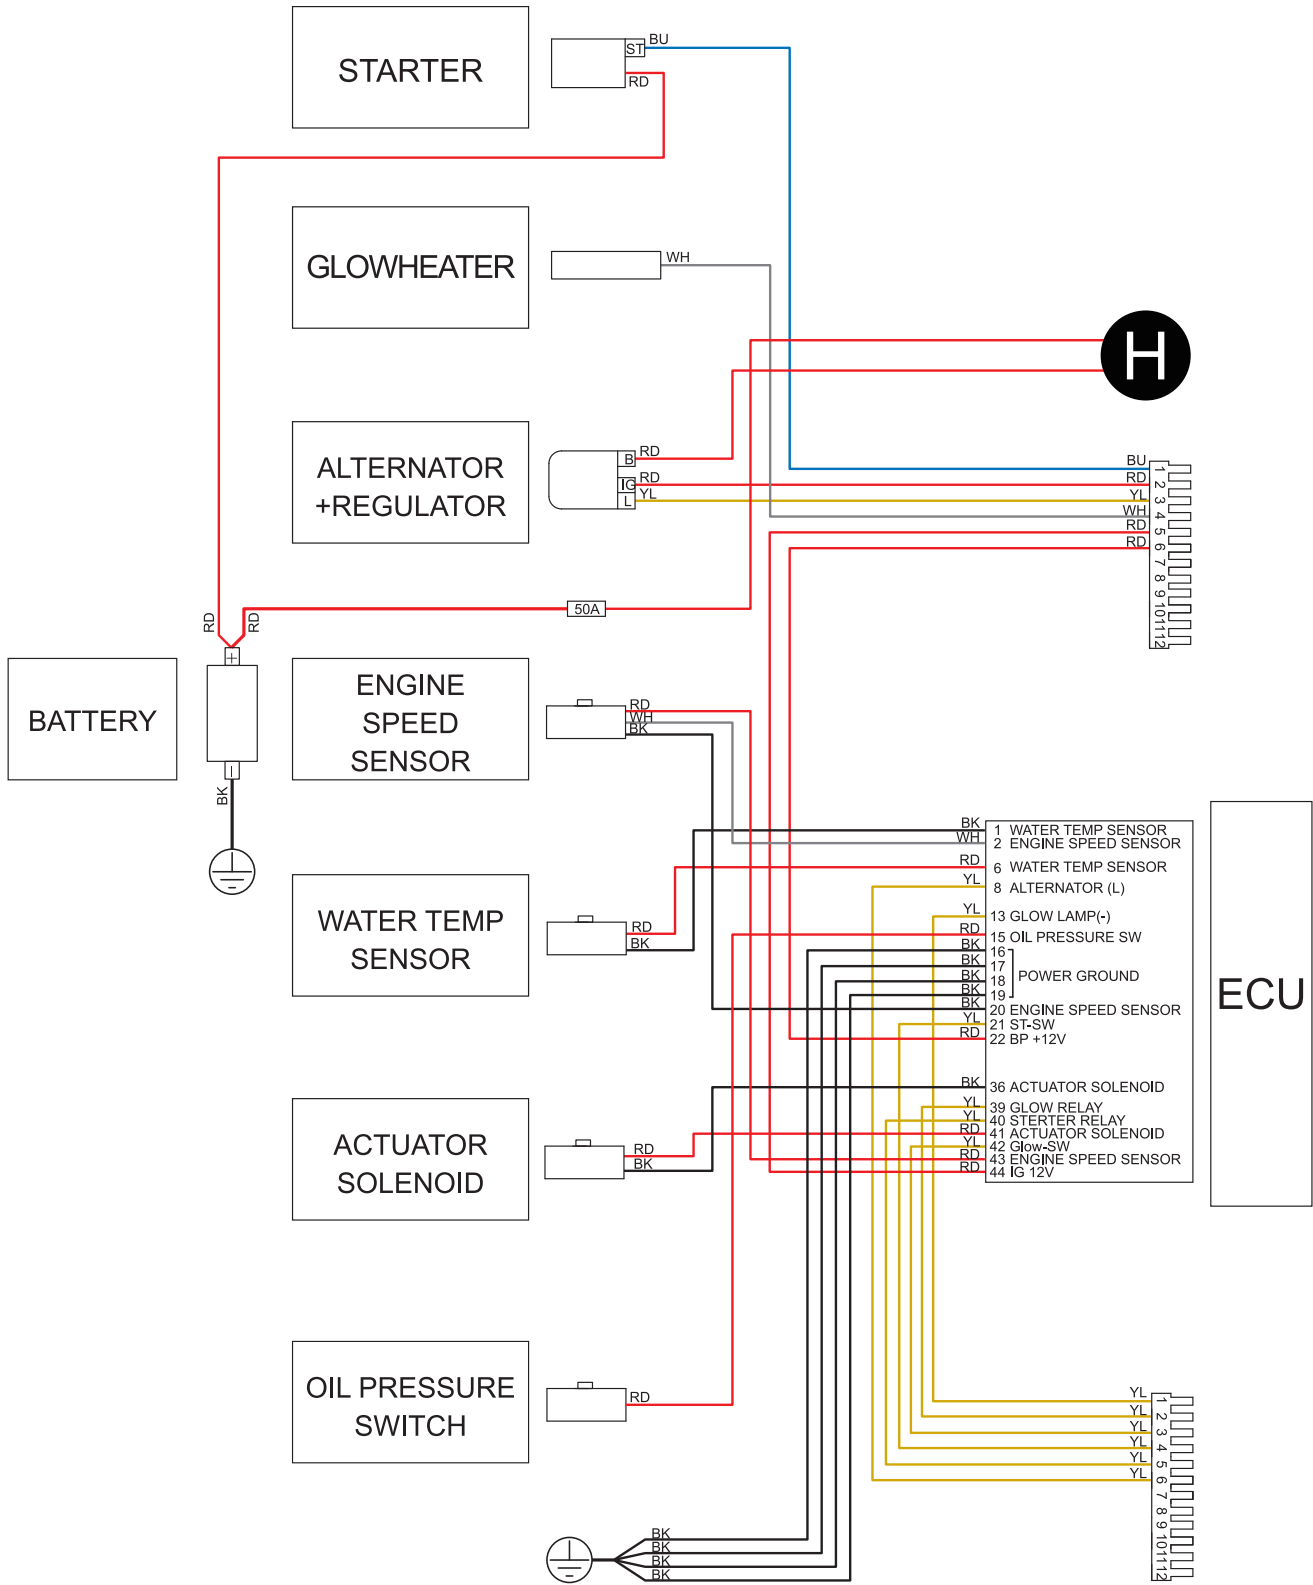 STARTER
ST
BU
RD
GLOWHEATER
WH
H
ALTERNATOR
+REGULATOR
B
RD
IG
RD
L
YL
BU
1
RD
2
YL
3
WH
4
RD
5
RD
6
7
8
9
10
11
12
RD
RD
50A
+
BATTERY
−
BK
ENGINE
SPEED
SENSOR
RD
WH
BK
WATER TEMP
SENSOR
RD
BK
ACTUATOR
SOLENOID
RD
BK
OIL PRESSURE
SWITCH
RD
BK
BK
BK
BK
BK 1 WATER TEMP SENSOR
WH 2 ENGINE SPEED SENSOR
RD 6 WATER TEMP SENSOR
YL 8 ALTERNATOR (L)
YL 13 GLOW LAMP(-)
RD 15 OIL PRESSURE SW
BK 16
BK 17
POWER GROUND
BK 18
BK 19
BK 20 ENGINE SPEED SENSOR
YL 21 ST-SW
RD 22 BP +12V
BK 36 ACTUATOR SOLENOID
YL 39 GLOW RELAY
YL 40 STERTER RELAY
RD 41 ACTUATOR SOLENOID
YL 42 Glow-SW
RD 43 ENGINE SPEED SENSOR
RD 44 IG 12V
ECU
YL
1
YL
2
YL
3
YL
4
YL
5
YL
6
7
8
9
10
11
12